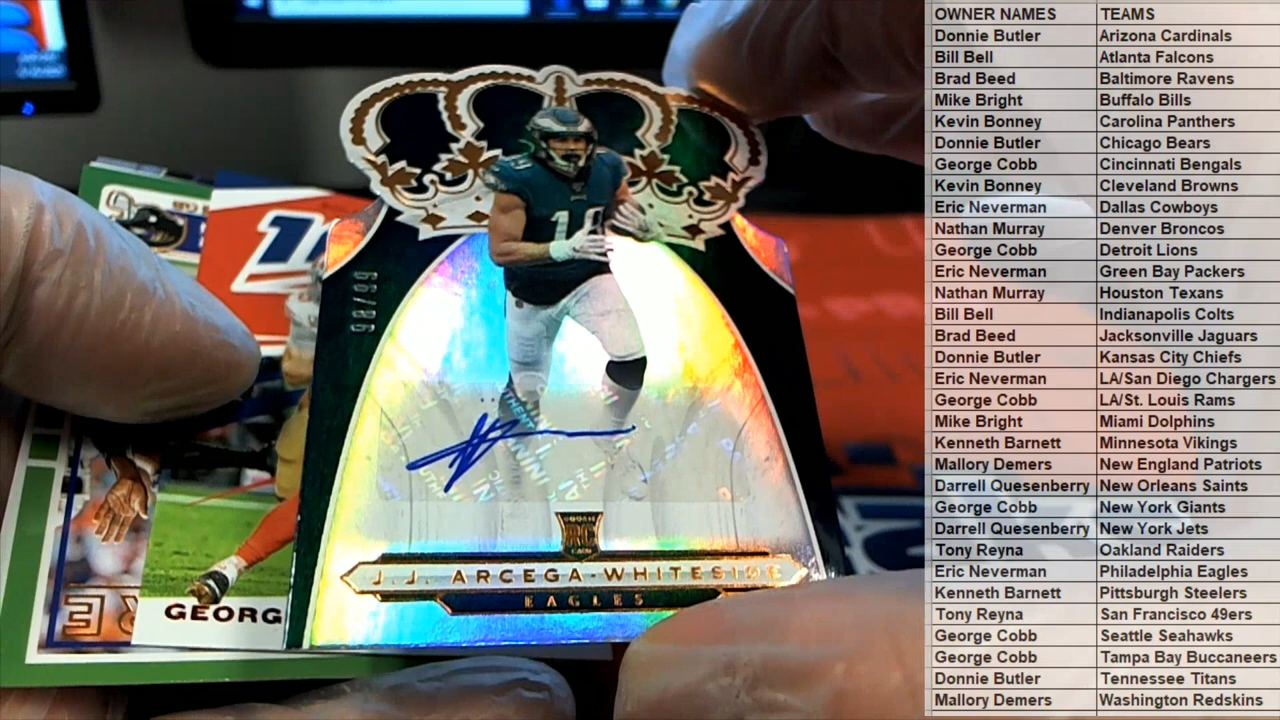 98/99
19
GEORG
RC
J.J. ARCEGA-WHITESIDE
EAGLES
OWNER NAMES TEAMS
Donnie Butler Arizona Cardinals
Bill Bell Atlanta Falcons
Brad Beed Baltimore Ravens
Mike Bright Buffalo Bills
Kevin Bonney Carolina Panthers
Donnie Butler Chicago Bears
George Cobb Cincinnati Bengals
Kevin Bonney Cleveland Browns
Eric Neverman Dallas Cowboys
Nathan Murray Denver Broncos
George Cobb Detroit Lions
Eric Neverman Green Bay Packers
Nathan Murray Houston Texans
Bill Bell Indianapolis Colts
Brad Beed Jacksonville Jaguars
Donnie Butler Kansas City Chiefs
Eric Neverman LA/San Diego Chargers
George Cobb LA/St. Louis Rams
Mike Bright Miami Dolphins
Kenneth Barnett Minnesota Vikings
Mallory Demers New England Patriots
Darrell Quesenberry New Orleans Saints
George Cobb New York Giants
Darrell Quesenberry New York Jets
Tony Reyna Oakland Raiders
Eric Neverman Philadelphia Eagles
Kenneth Barnett Pittsburgh Steelers
Tony Reyna San Francisco 49ers
George Cobb Seattle Seahawks
George Cobb Tampa Bay Buccaneers
Donnie Butler Tennessee Titans
Mallory Demers Washington Redskins